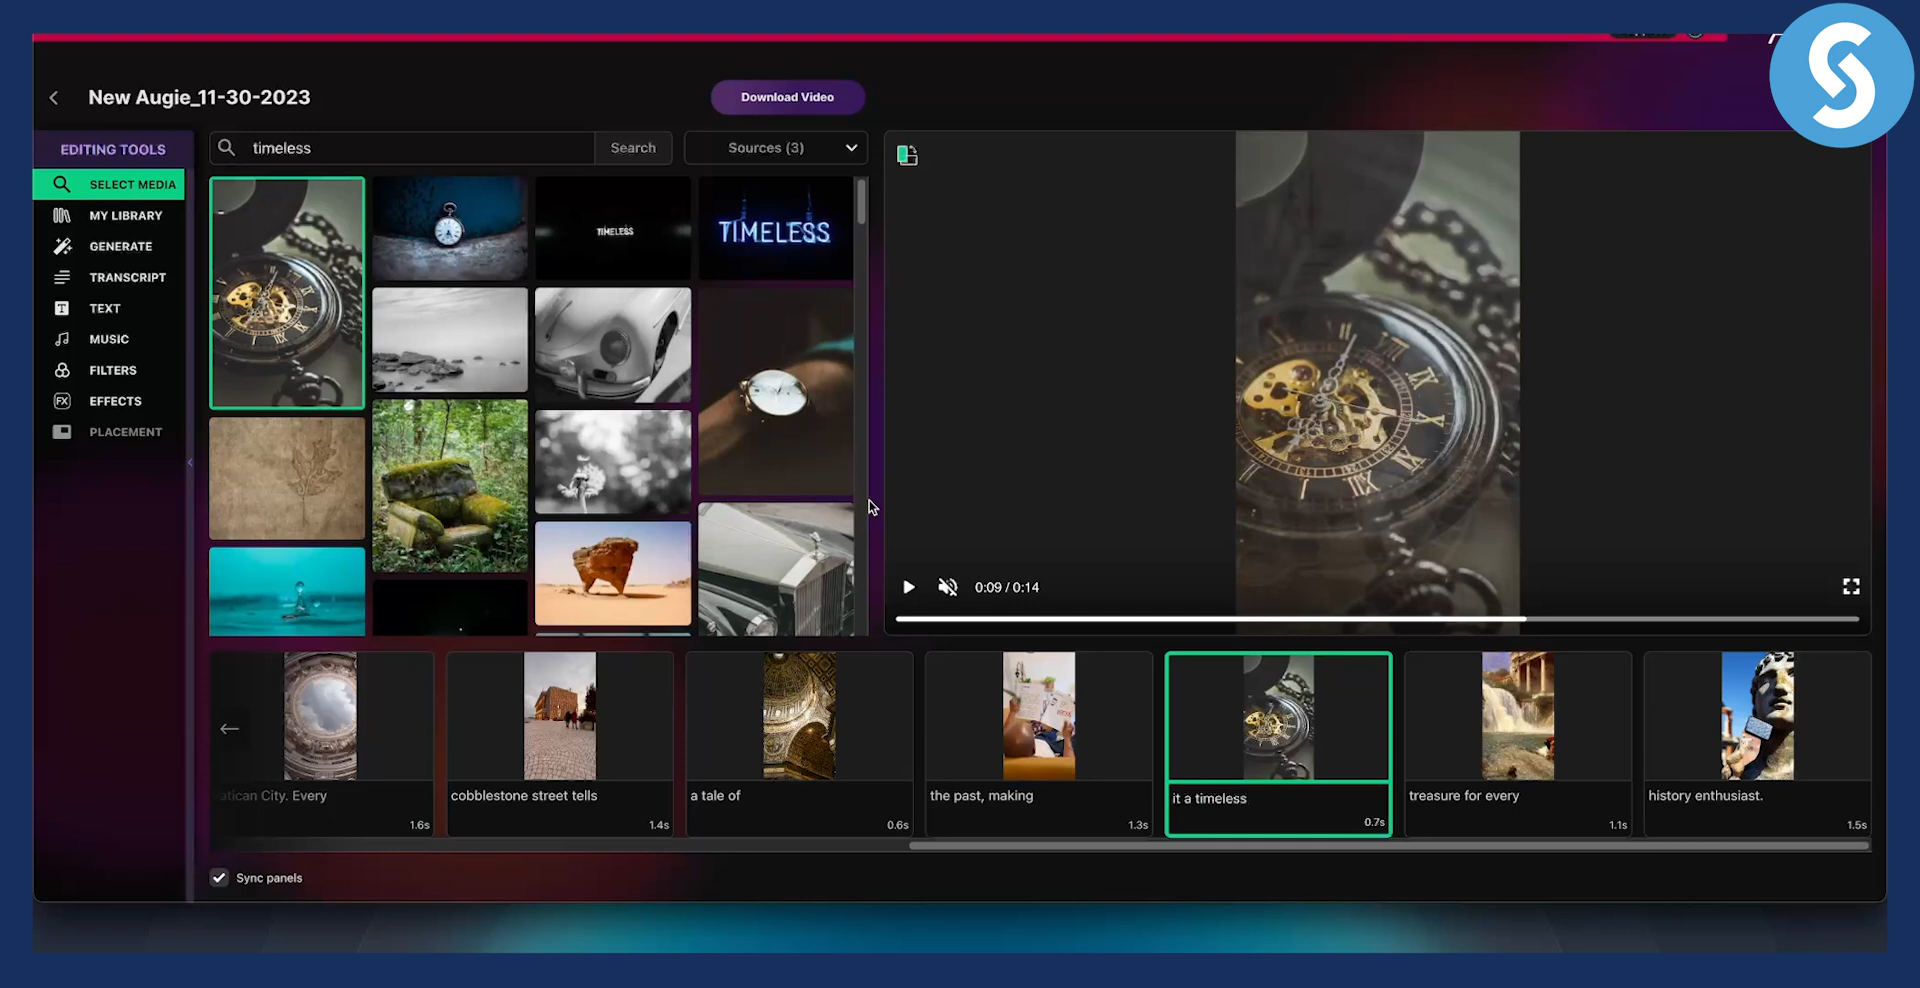 New Augie_11-30-2023
Download Video
EDITING TOOLS
timeless
Search
Sources (3)
SELECT MEDIA
MY LIBRARY
GENERATE
TRANSCRIPT
TEXT
MUSIC
FILTERS
FX EFFECTS
PLACEMENT
TIMELESS
TIMELESS
0:09 / 0:14
atican City. Every
1.6s
cobblestone street tells
1.4s
a tale of
0.6s
the past, making
1.3s
it a timeless
0.7s
treasure for every
1.1s
history enthusiast.
1.5s
Sync panels